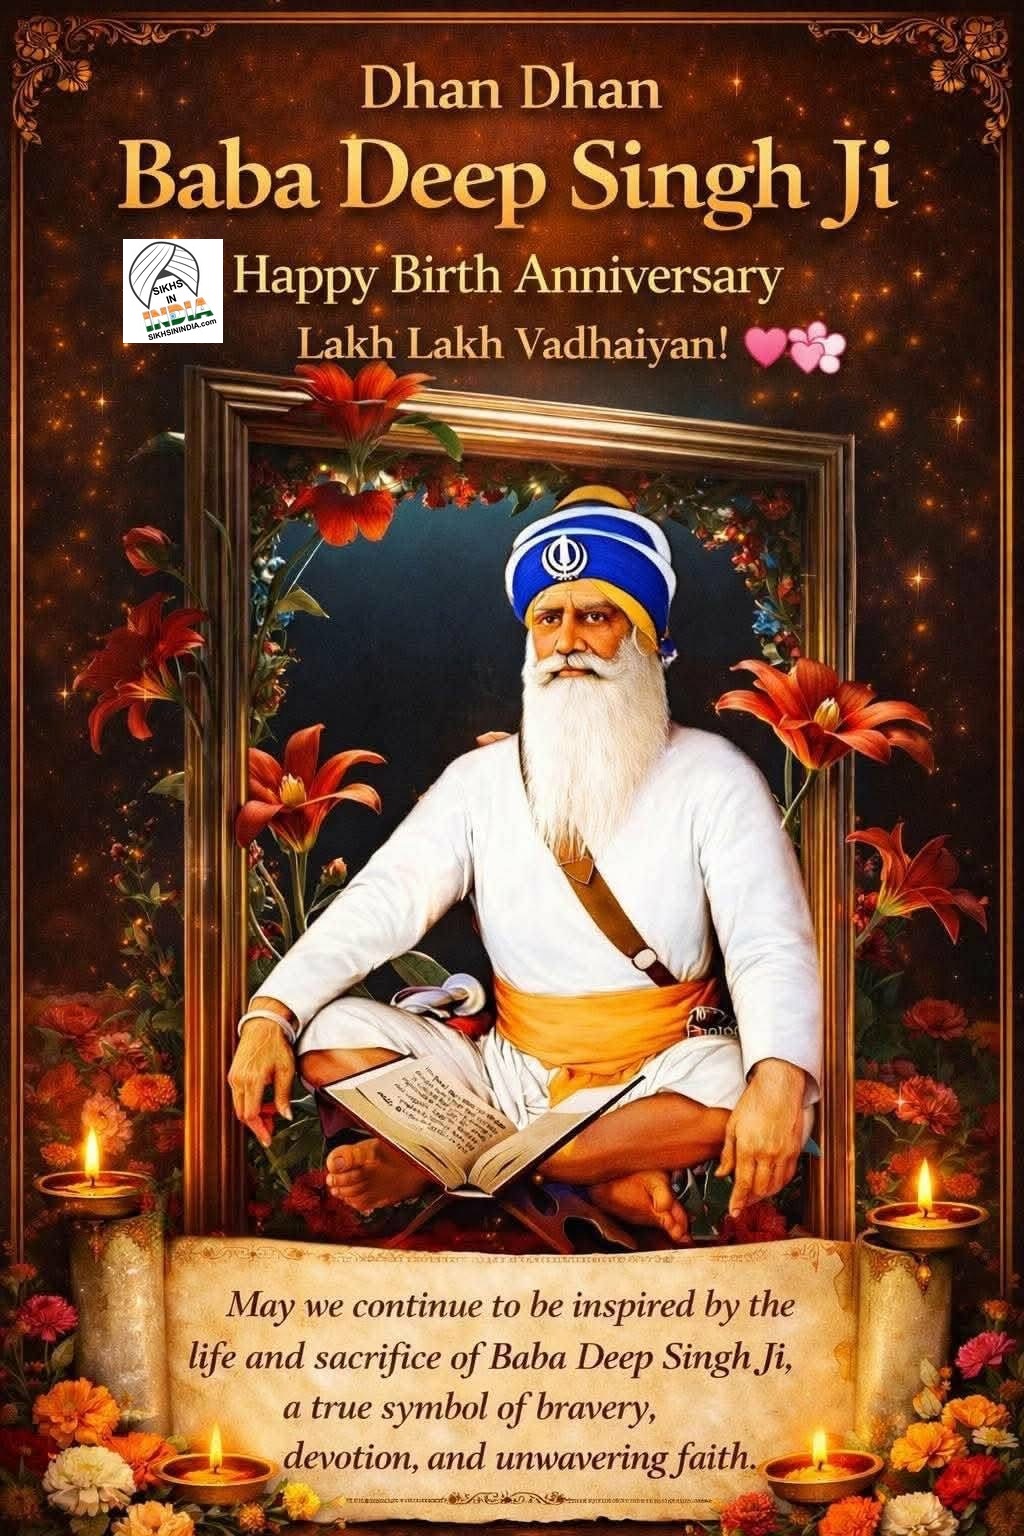 Dhan Dhan
Baba Deep Singh Ji
SIKHS
IN
INDIA
SIKHSININDIA.com
Happy Birth Anniversary
Lakh Lakh Vadhaiyan!
May we continue to be inspired by the
life and sacrifice of Baba Deep Singh Ji,
a true symbol of bravery,
devotion, and unwavering faith.